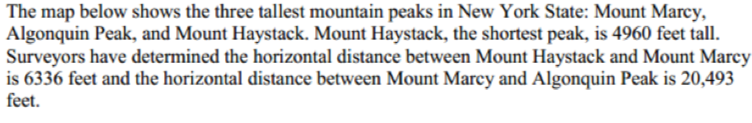 The map below shows the three tallest mountain peaks in New York State: Mount Marcy,
Algonquin Peak, and Mount Haystack. Mount Haystack, the shortest peak, is 4960 feet tall.
Surveyors have determined the horizontal distance between Mount Haystack and Mount Marcy
is 6336 feet and the horizontal distance between Mount Marcy and Algonquin Peak is 20,493
feet.